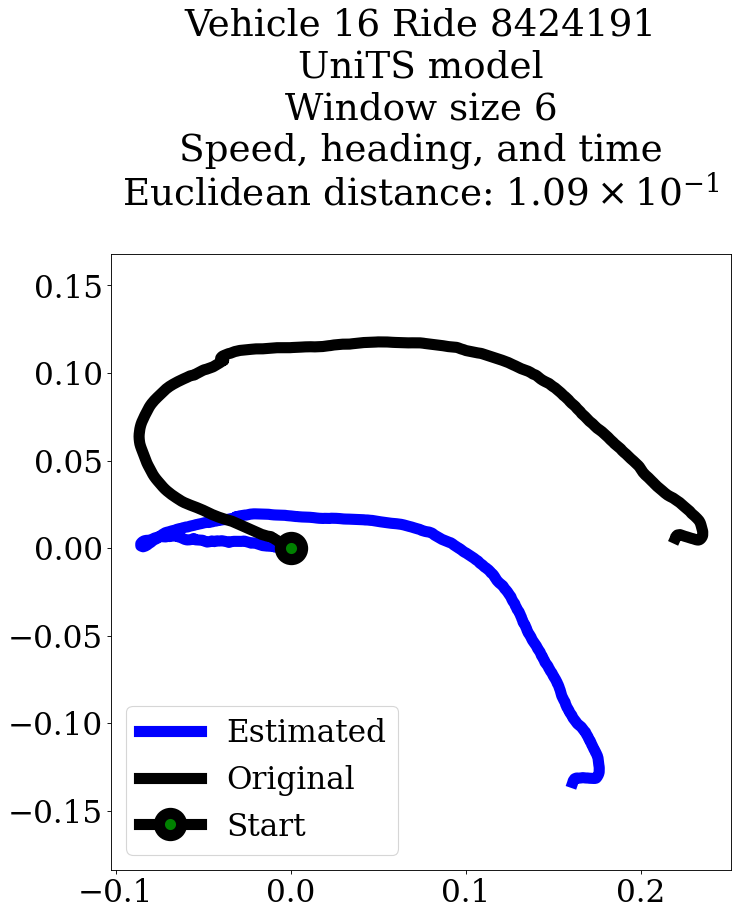 Vehicle 16 Ride 8424191
UniTS model
Window size 6
Speed, heading, and time
Euclidean distance: 1.09 × 10⁻¹
0.15
0.10
0.05
0.00
−0.05
−0.10
−0.15
Estimated
Original
Start
−0.1 0.0 0.1 0.2